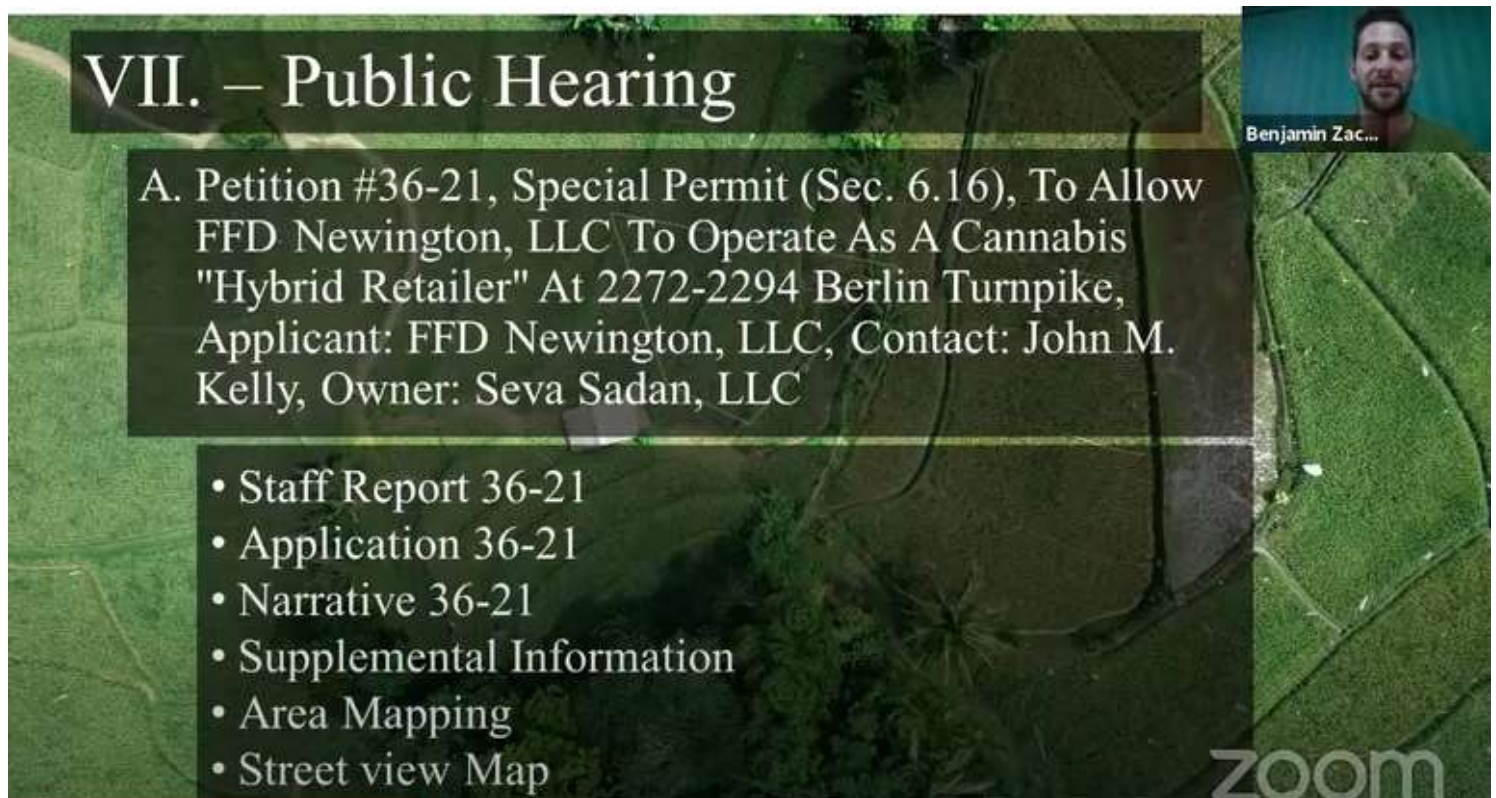 VII. – Public Hearing
Benjamin Zac...
A. Petition #36-21, Special Permit (Sec. 6.16), To Allow
FFD Newington, LLC To Operate As A Cannabis
"Hybrid Retailer" At 2272-2294 Berlin Turnpike,
Applicant: FFD Newington, LLC, Contact: John M.
Kelly, Owner: Seva Sadan, LLC
• Staff Report 36-21
• Application 36-21
• Narrative 36-21
• Supplemental Information
• Area Mapping
• Street view Map
zoom